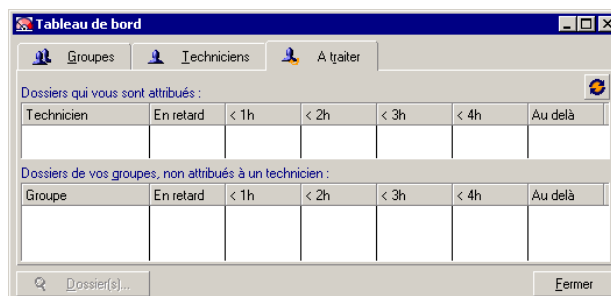 Tableau de bord
Groupes Techniciens A traiter
Dossiers qui vous sont attribués :
Technicien En retard < 1h < 2h < 3h < 4h Au delà
Dossiers de vos groupes, non attribués à un technicien :
Groupe En retard < 1h < 2h < 3h < 4h Au delà
Dossier(s)... Fermer